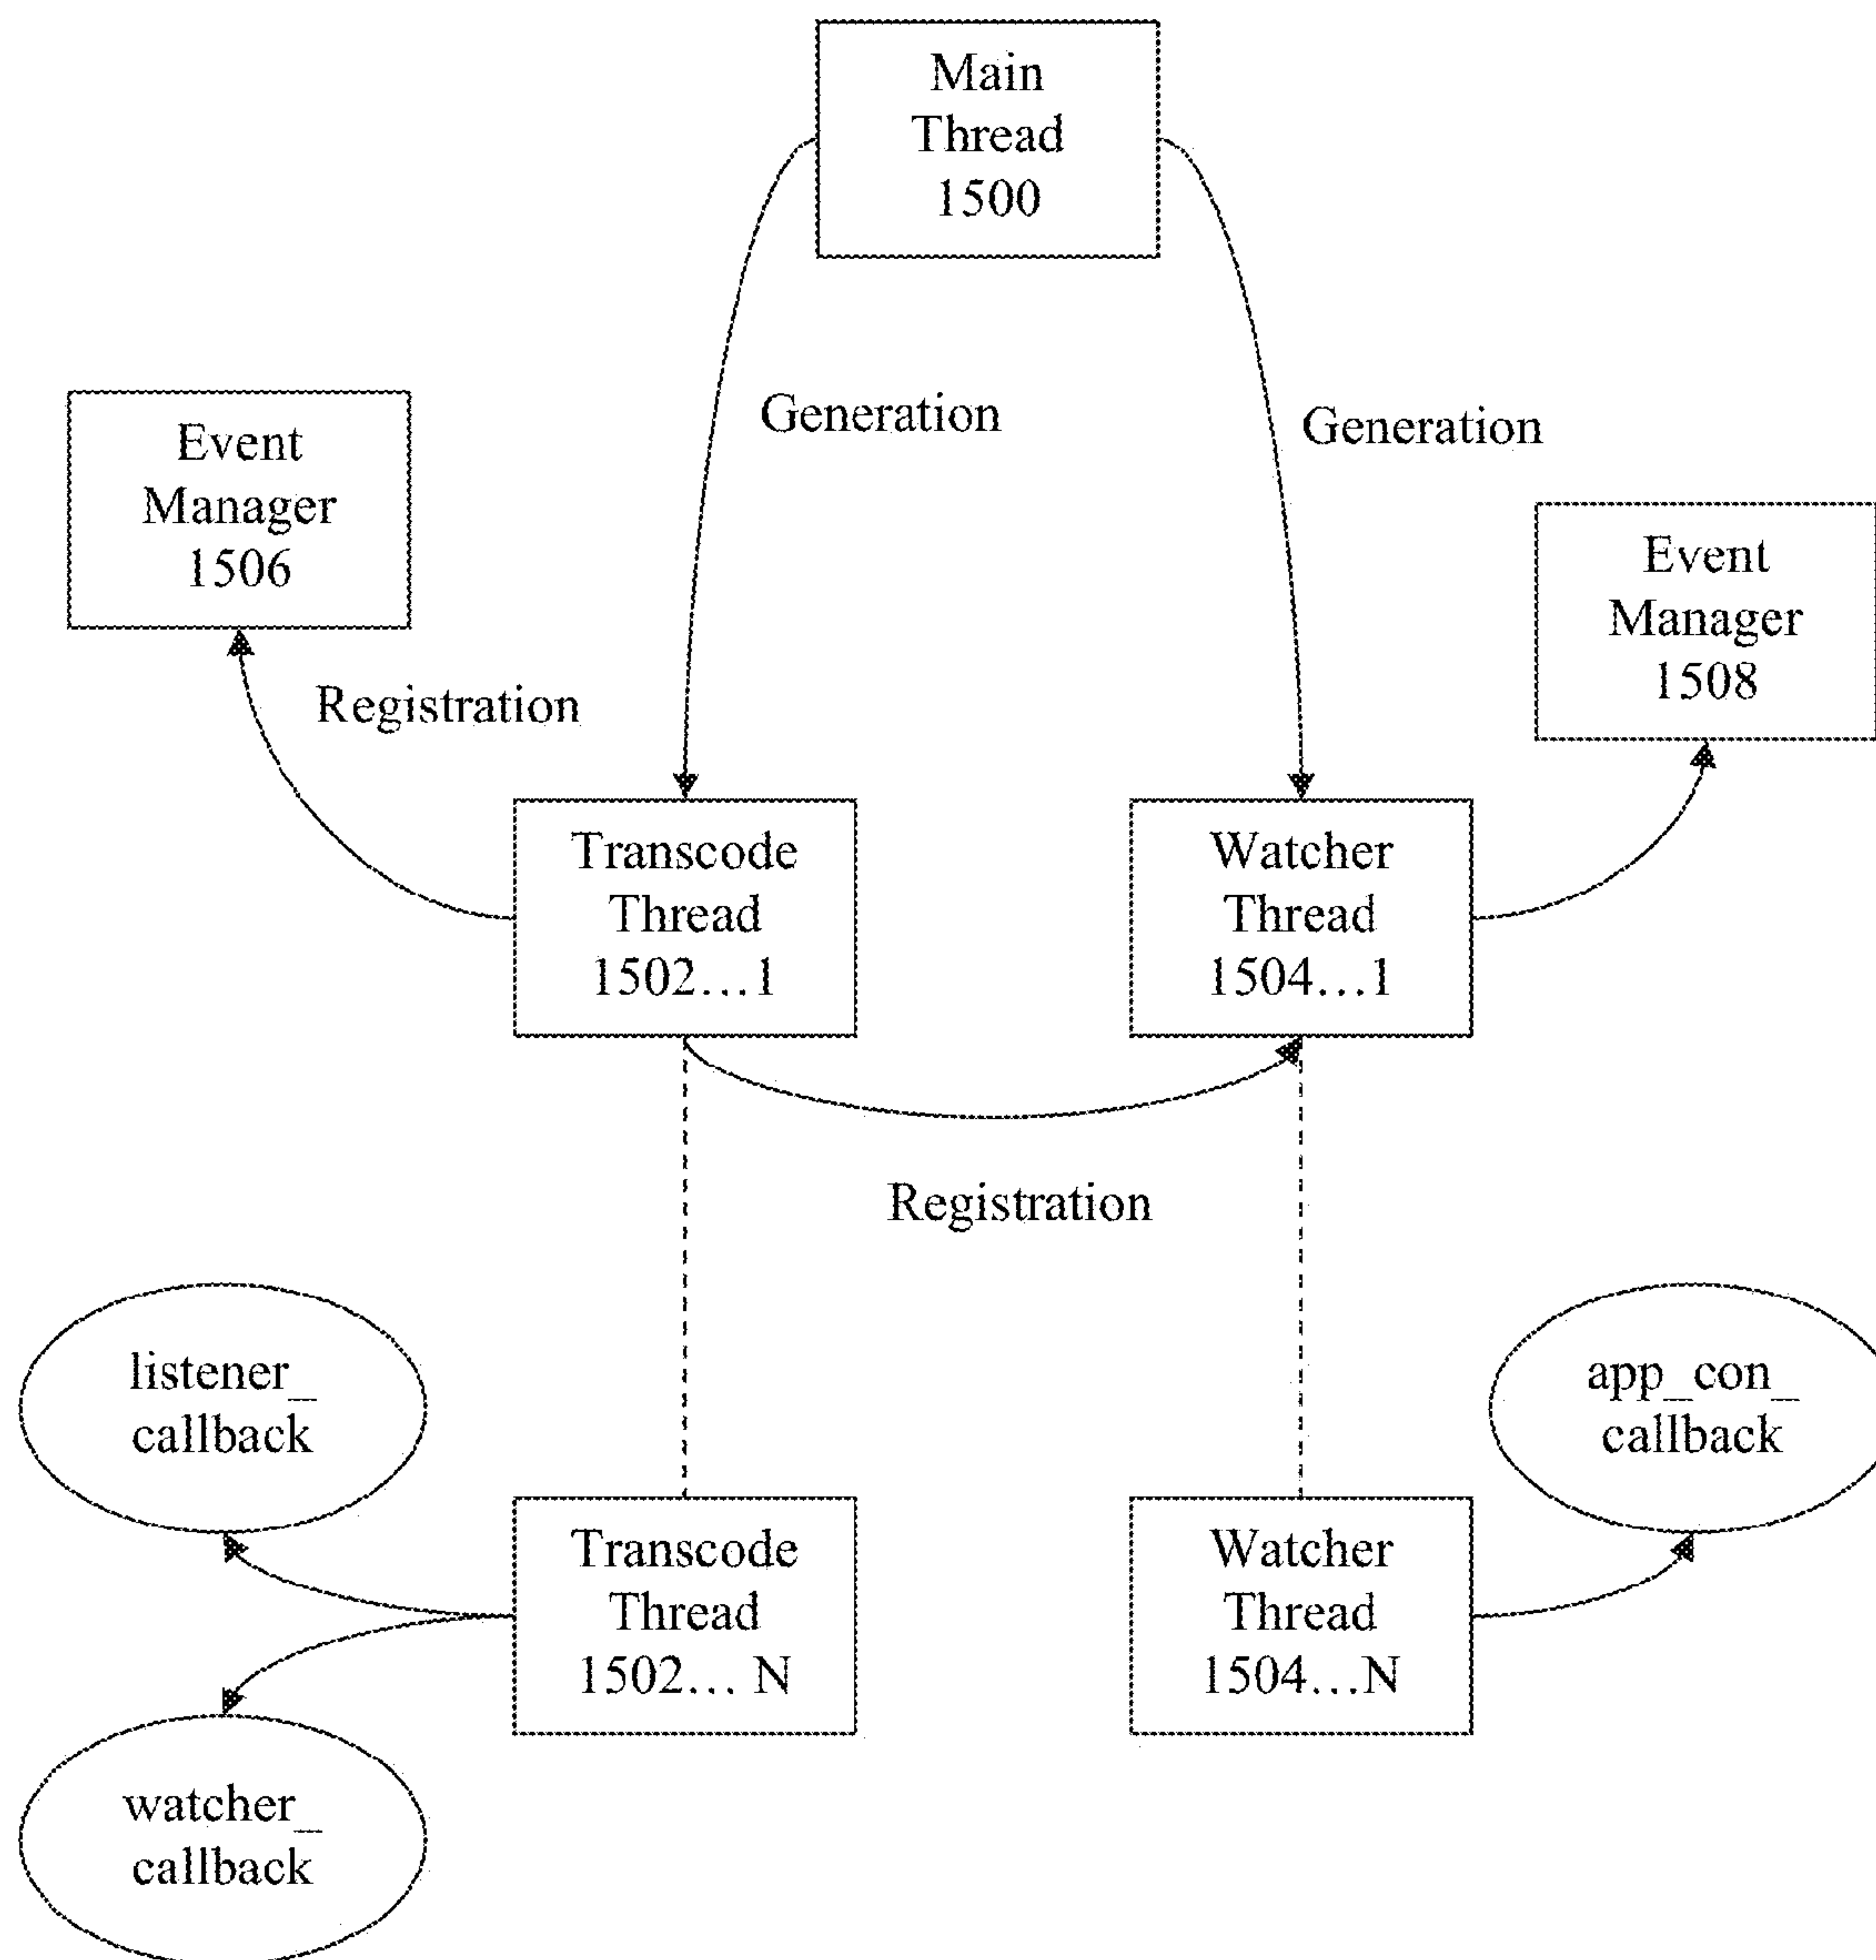 Main
Thread
1500
Generation
Generation
Event
Manager
1506
Event
Manager
1508
Registration
Transcode
Thread
1502...1
Watcher
Thread
1504...1
Registration
listener_
callback
app_con_
callback
Transcode
Thread
1502... N
Watcher
Thread
1504...N
watcher_
callback